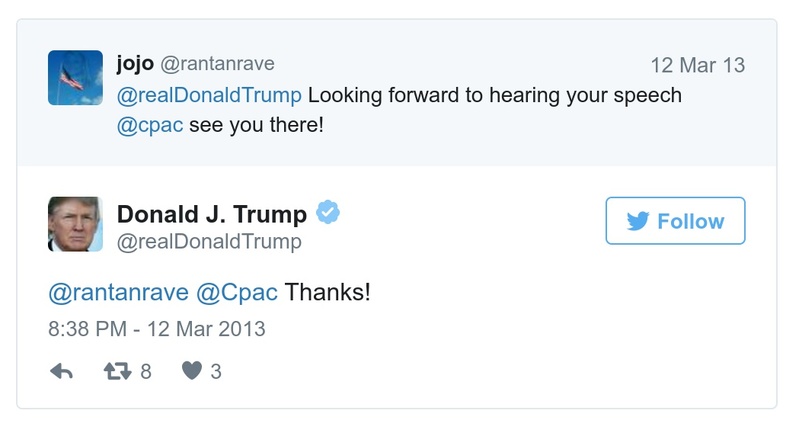 jojo @rantanrave 12 Mar 13
@realDonaldTrump Looking forward to hearing your speech
@cpac see you there!
Donald J. Trump
@realDonaldTrump
Follow
@rantanrave @Cpac Thanks!
8:38 PM - 12 Mar 2013
8 3